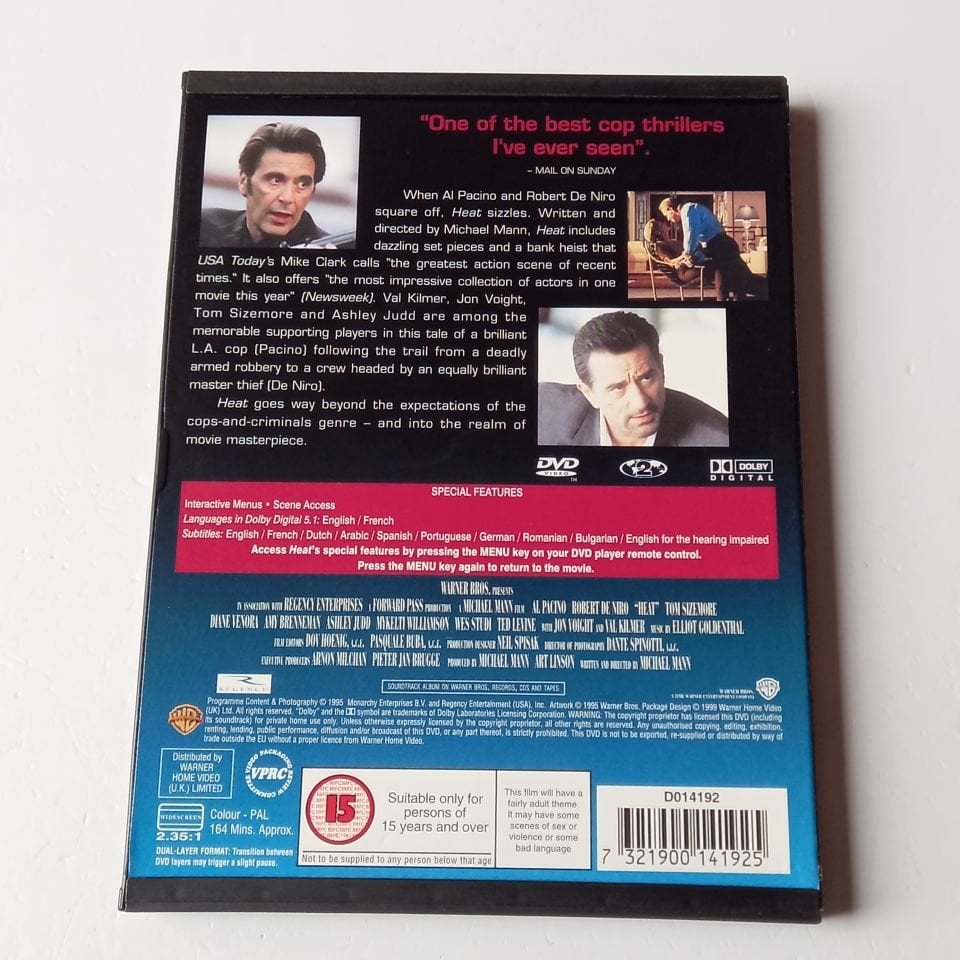 "One of the best cop thrillers
I've ever seen".
– MAIL ON SUNDAY
When Al Pacino and Robert De Niro
square off, Heat sizzles. Written and
directed by Michael Mann, Heat includes
dazzling set pieces and a bank heist that
USA Today's Mike Clark calls "the greatest action scene of recent
times." It also offers "the most impressive collection of actors in one
movie this year" (Newsweek). Val Kilmer, Jon Voight,
Tom Sizemore and Ashley Judd are among the
memorable supporting players in this tale of a brilliant
L.A. cop (Pacino) following the trail from a deadly
armed robbery to a crew headed by an equally brilliant
master thief (De Niro).
Heat goes way beyond the expectations of the
cops-and-criminals genre – and into the realm of
movie masterpiece.
DVD
VIDEO
TM
2
DOLBY
DIGITAL
SPECIAL FEATURES
Interactive Menus • Scene Access
Languages in Dolby Digital 5.1: English / French
Subtitles: English / French / Dutch / Arabic / Spanish / Portuguese / German / Romanian / Bulgarian / English for the hearing impaired
Access Heat's special features by pressing the MENU key on your DVD player remote control.
Press the MENU key again to return to the movie.
WARNER BROS. PRESENTS
IN ASSOCIATION WITH REGENCY ENTERPRISES A FORWARD PASS PRODUCTION A MICHAEL MANN FILM AL PACINO ROBERT DE NIRO "HEAT" TOM SIZEMORE
DIANE VENORA AMY BRENNEMAN ASHLEY JUDD MYKELTI WILLIAMSON WES STUDI TED LEVINE WITH JON VOIGHT AND VAL KILMER MUSIC BY ELLIOT GOLDENTHAL
FILM EDITORS DOV HOENIG, A.C.E. PASQUALE BUBA, A.C.E. PRODUCTION DESIGNER NEIL SPISAK DIRECTOR OF PHOTOGRAPHY DANTE SPINOTTI, A.I.C.
EXECUTIVE PRODUCERS ARNON MILCHAN PIETER JAN BRUGGE PRODUCED BY MICHAEL MANN ART LINSON WRITTEN AND DIRECTED BY MICHAEL MANN
REGENCY
SOUNDTRACK ALBUM ON WARNER BROS. RECORDS, CDS AND TAPES
WARNER BROS.
A TIME WARNER ENTERTAINMENT COMPANY
Programme Content & Photography © 1995 Monarchy Enterprises B.V. and Regency Entertainment (USA), Inc. Artwork © 1995 Warner Bros. Package Design © 1999 Warner Home Video
(UK) Ltd. All rights reserved. "Dolby" and the DD symbol are trademarks of Dolby Laboratories Licensing Corporation. WARNING: The copyright proprietor has licensed this DVD (including
its soundtrack) for private home use only. Unless otherwise expressly licensed by the copyright proprietor, all other rights are reserved. Any unauthorised copying, editing, exhibition,
renting, lending, public performance, diffusion and/or broadcast of this DVD, or any part thereof, is strictly prohibited. This DVD is not to be exported, re-supplied or distributed by way of
trade outside the EU without a proper licence from Warner Home Video.
Distributed by
WARNER
HOME VIDEO
(U.K.) LIMITED
VIDEO PACKAGING REVIEW COMMITTEE
VPRC
WIDESCREEN
2.35:1
Colour - PAL
164 Mins. Approx.
DUAL-LAYER FORMAT: Transition between
DVD layers may trigger a slight pause.
15
Suitable only for
persons of
15 years and over
Not to be supplied to any person below that age
This film will have a
fairly adult theme
It may have some
scenes of sex or
violence or some
bad language
D014192
7 321900 141925